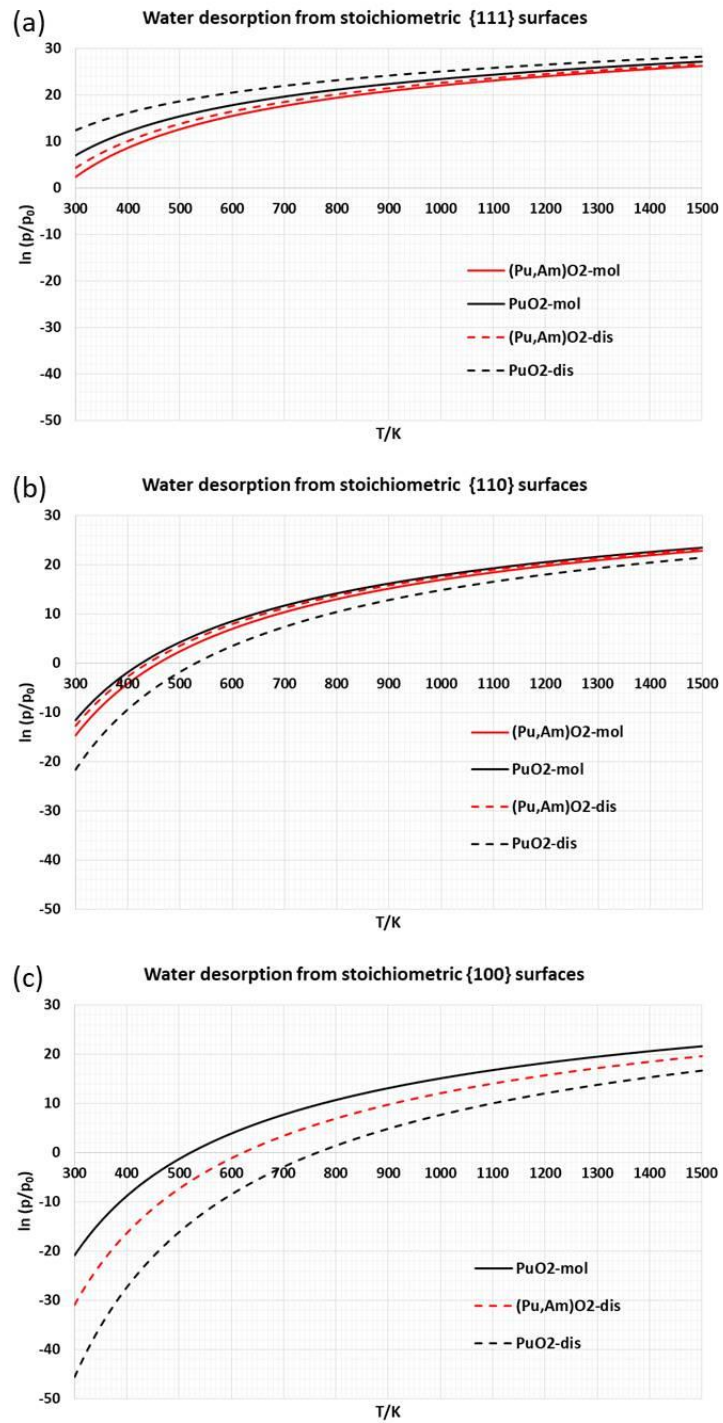 (a)
Water desorption from stoichiometric {111} surfaces
30
20
10
0
-10
-20
-30
-40
-50
300 400 500 600 700 800 900 1000 1100 1200 1300 1400 1500
ln (p/p0)
(Pu,Am)O2-mol
PuO2-mol
(Pu,Am)O2-dis
PuO2-dis
T/K
(b)
Water desorption from stoichiometric {110} surfaces
30
20
10
0
-10
-20
-30
-40
-50
300 400 500 600 700 800 900 1000 1100 1200 1300 1400 1500
ln (p/p0)
(Pu,Am)O2-mol
PuO2-mol
(Pu,Am)O2-dis
PuO2-dis
T/K
(c)
Water desorption from stoichiometric {100} surfaces
30
20
10
0
-10
-20
-30
-40
-50
300 400 500 600 700 800 900 1000 1100 1200 1300 1400 1500
ln (p/p0)
PuO2-mol
(Pu,Am)O2-dis
PuO2-dis
T/K